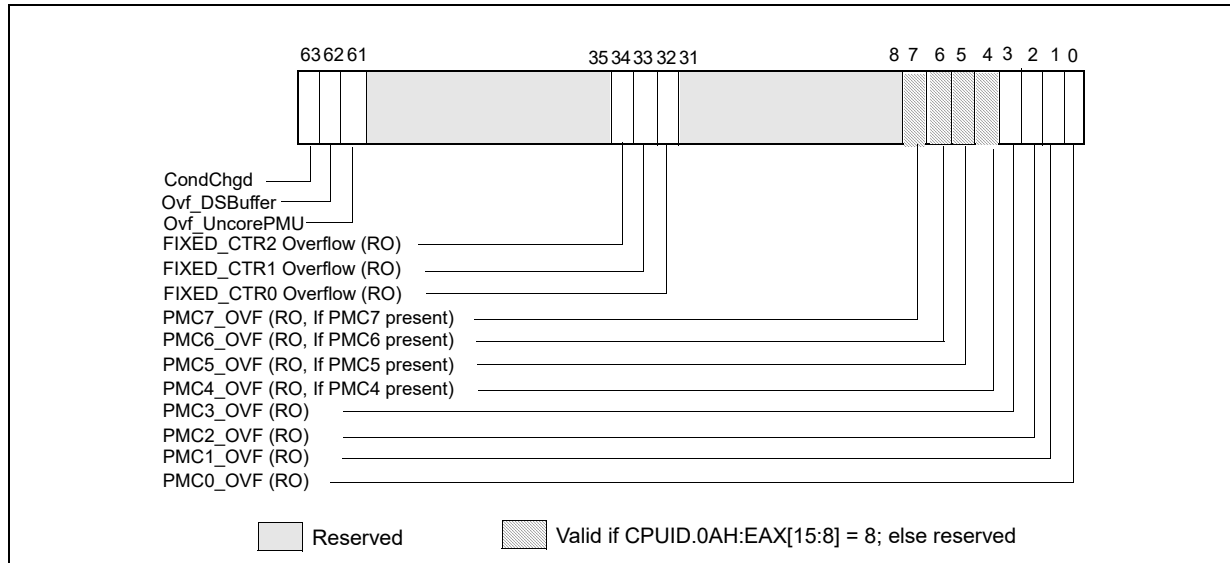 63 62 61 35 34 33 32 31 8 7 6 5 4 3 2 1 0
CondChgd
Ovf_DSBuffer
Ovf_UncorePMU
FIXED_CTR2 Overflow (RO)
FIXED_CTR1 Overflow (RO)
FIXED_CTR0 Overflow (RO)
PMC7_OVF (RO, If PMC7 present)
PMC6_OVF (RO, If PMC6 present)
PMC5_OVF (RO, If PMC5 present)
PMC4_OVF (RO, If PMC4 present)
PMC3_OVF (RO)
PMC2_OVF (RO)
PMC1_OVF (RO)
PMC0_OVF (RO)
Reserved
Valid if CPUID.0AH:EAX[15:8] = 8; else reserved